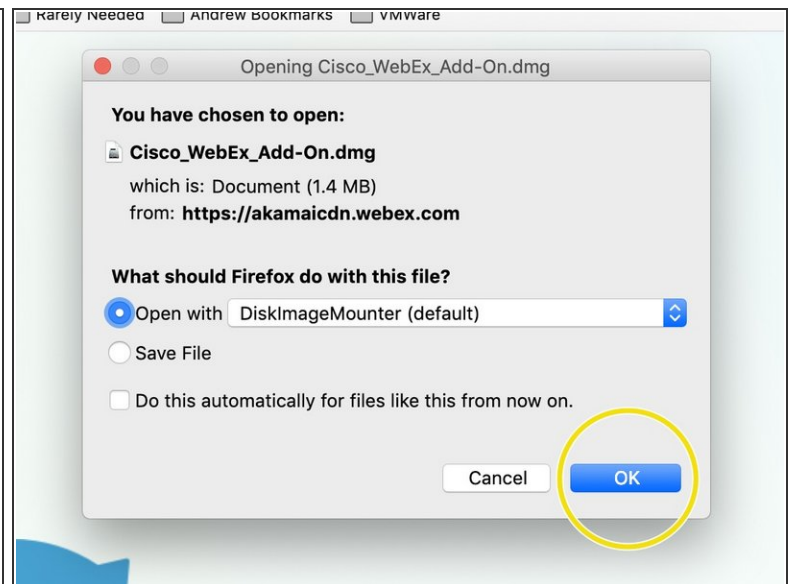 Rarely Needed Andrew Bookmarks VMWare
Opening Cisco_WebEx_Add-On.dmg
You have chosen to open:
Cisco_WebEx_Add-On.dmg
which is: Document (1.4 MB)
from: https://akamaicdn.webex.com
What should Firefox do with this file?
Open with DiskImageMounter (default)
Save File
Do this automatically for files like this from now on.
Cancel OK